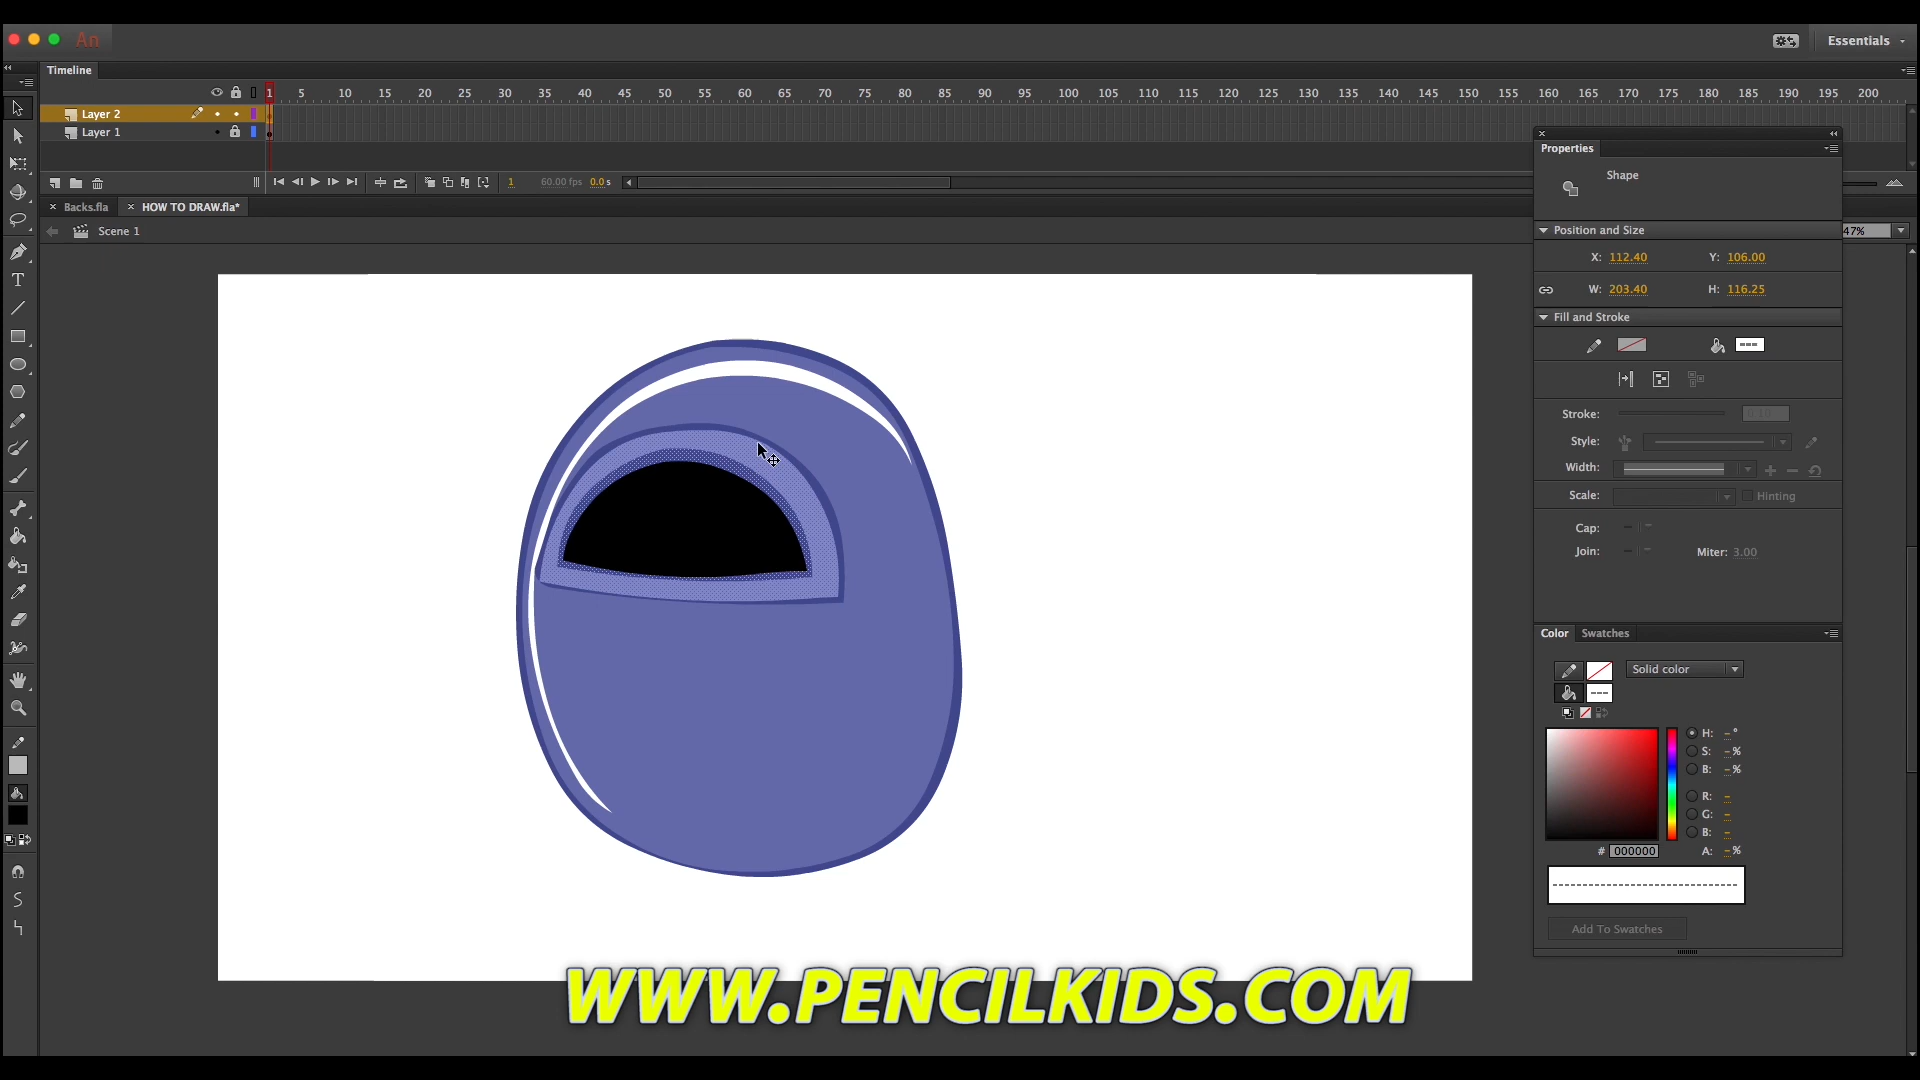 An
Essentials
Timeline
1 5 10 15 20 25 30 35 40 45 50 55 60 65 70 75 80 85 90 95 100 105 110 115 120 125 130 135 140 145 150 155 160 165 170 175 180 185 190 195 200
Layer 2
Layer 1
1 60.00 fps 0.0 s
Backs.fla HOW TO DRAW.fla*
Scene 1
47%
Properties
Shape
Position and Size
X: 112.40 Y: 106.00
W: 203.40 H: 116.25
Fill and Stroke
Stroke: 0.10
Style:
Width:
Scale: Hinting
Cap:
Join: Miter: 3.00
Color Swatches
Solid color
H: - °
S: - %
B: - %
R: -
G: -
B: -
# 000000 A: - %
Add To Swatches
WWW.PENCILKIDS.COM